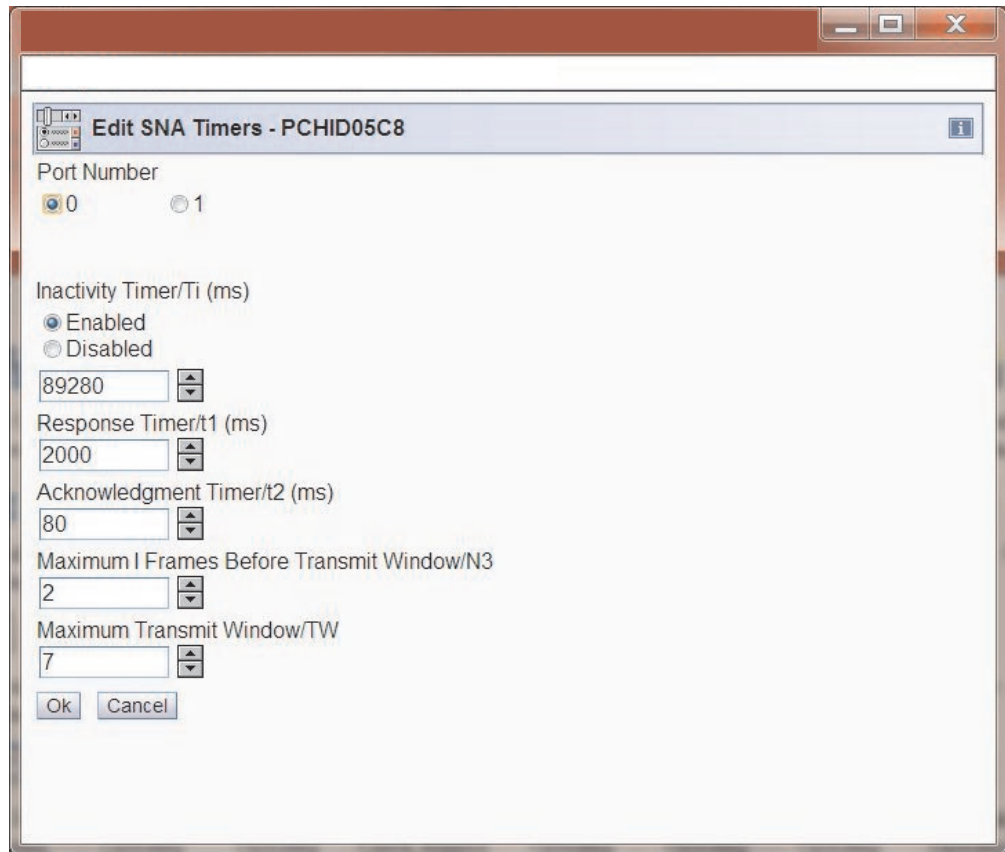 Edit SNA Timers - PCHID05C8
Port Number
0 1
Inactivity Timer/Ti (ms)
Enabled
Disabled
89280
Response Timer/t1 (ms)
2000
Acknowledgment Timer/t2 (ms)
80
Maximum I Frames Before Transmit Window/N3
2
Maximum Transmit Window/TW
7
Ok Cancel